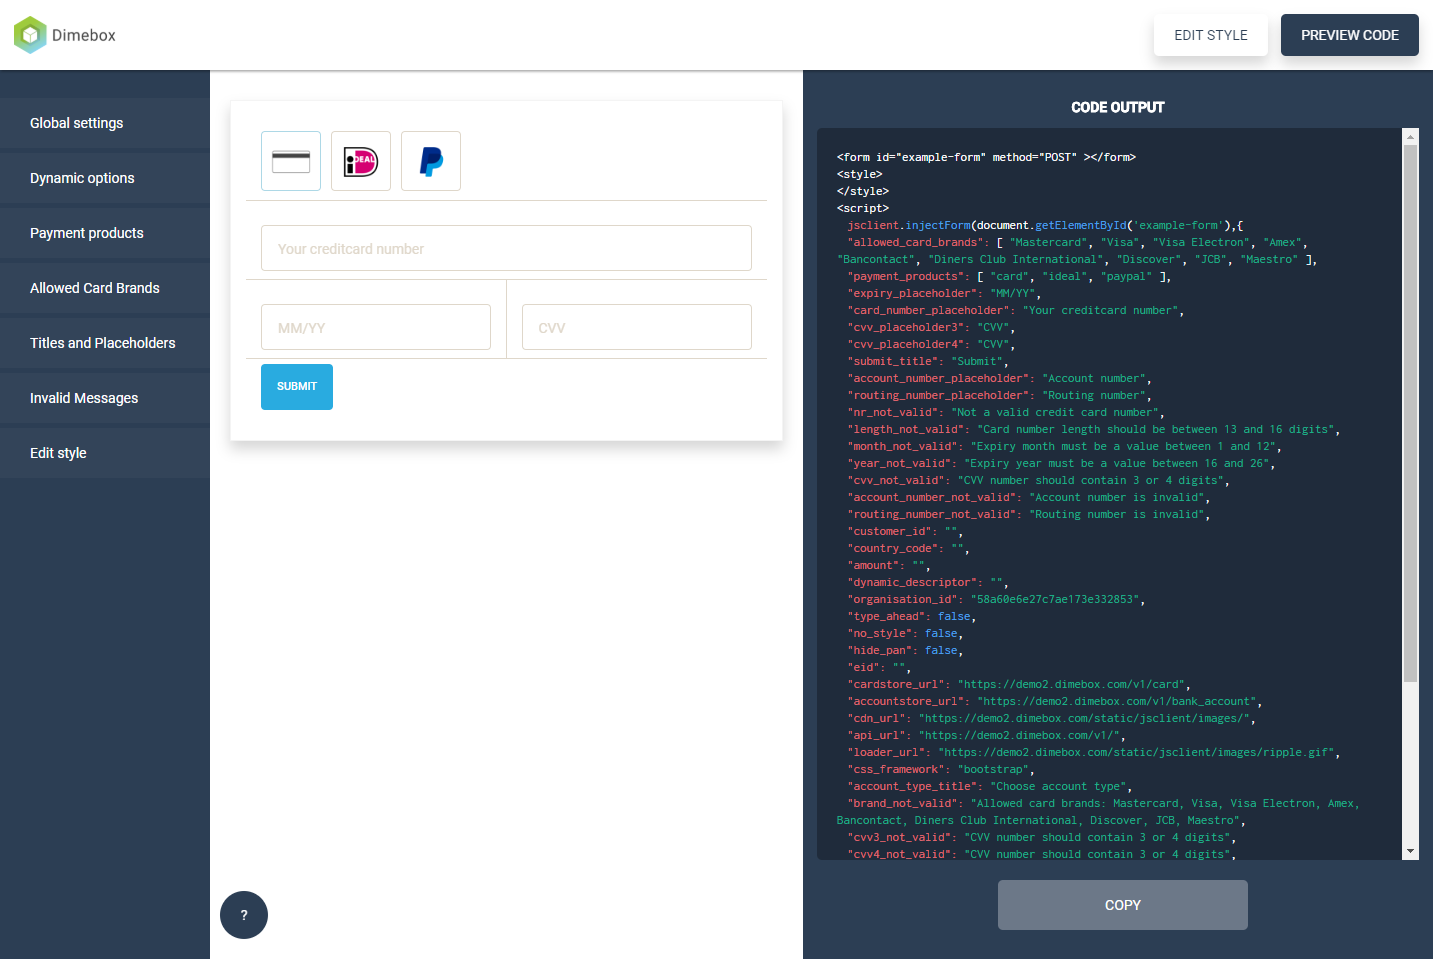 Dimebox
EDIT STYLE
PREVIEW CODE
Global settings
Dynamic options
Payment products
Allowed Card Brands
Titles and Placeholders
Invalid Messages
Edit style
iDEAL
Your creditcard number
MM/YY
CVV
SUBMIT
?
CODE OUTPUT
<form id="example-form" method="POST" ></form>
<style>
</style>
<script>
jsclient.injectForm(document.getElementById('example-form'),{
"allowed_card_brands": [ "Mastercard", "Visa", "Visa Electron", "Amex",
"Bancontact", "Diners Club International", "Discover", "JCB", "Maestro" ],
"payment_products": [ "card", "ideal", "paypal" ],
"expiry_placeholder": "MM/YY",
"card_number_placeholder": "Your creditcard number",
"cvv_placeholder3": "CVV",
"cvv_placeholder4": "CVV",
"submit_title": "Submit",
"account_number_placeholder": "Account number",
"routing_number_placeholder": "Routing number",
"nr_not_valid": "Not a valid credit card number",
"length_not_valid": "Card number length should be between 13 and 16 digits",
"month_not_valid": "Expiry month must be a value between 1 and 12",
"year_not_valid": "Expiry year must be a value between 16 and 26",
"cvv_not_valid": "CVV number should contain 3 or 4 digits",
"account_number_not_valid": "Account number is invalid",
"routing_number_not_valid": "Routing number is invalid",
"customer_id": "",
"country_code": "",
"amount": "",
"dynamic_descriptor": "",
"organisation_id": "58a60e6e27c7ae173e332853",
"type_ahead": false,
"no_style": false,
"hide_pan": false,
"eid": "",
"cardstore_url": "https://demo2.dimebox.com/v1/card",
"accountstore_url": "https://demo2.dimebox.com/v1/bank_account",
"cdn_url": "https://demo2.dimebox.com/static/jsclient/images/",
"api_url": "https://demo2.dimebox.com/v1/",
"loader_url": "https://demo2.dimebox.com/static/jsclient/images/ripple.gif",
"css_framework": "bootstrap",
"account_type_title": "Choose account type",
"brand_not_valid": "Allowed card brands: Mastercard, Visa, Visa Electron, Amex,
Bancontact, Diners Club International, Discover, JCB, Maestro",
"cvv3_not_valid": "CVV number should contain 3 or 4 digits",
"cvv4_not_valid": "CVV number should contain 3 or 4 digits",
COPY